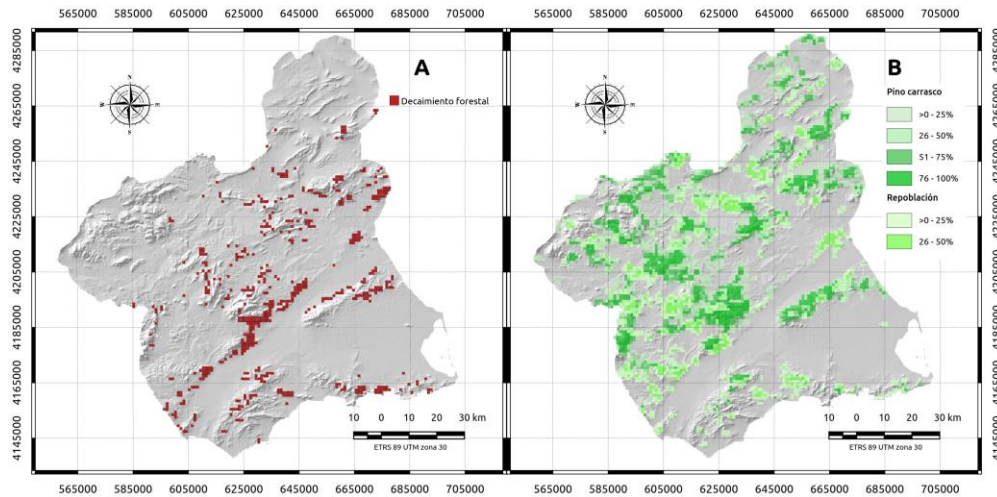 565000 585000 605000 625000 645000 665000 685000 705000 565000 585000 605000 625000 645000 665000 685000 705000
4285000
4265000
4245000
4225000
4205000
4185000
4165000
4145000
A
N
W E
S
Decaimiento forestal
10 0 10 20 30 km
ETRS 89 UTM zona 30
B
N
W E
S
Pino carrasco
>0 - 25%
26 - 50%
51 - 75%
76 - 100%
Repoblación
>0 - 25%
26 - 50%
10 0 10 20 30 km
ETRS 89 UTM zona 30
4285000
4265000
4245000
4225000
4205000
4185000
4165000
4145000
565000 585000 605000 625000 645000 665000 685000 705000 565000 585000 605000 625000 645000 665000 685000 705000